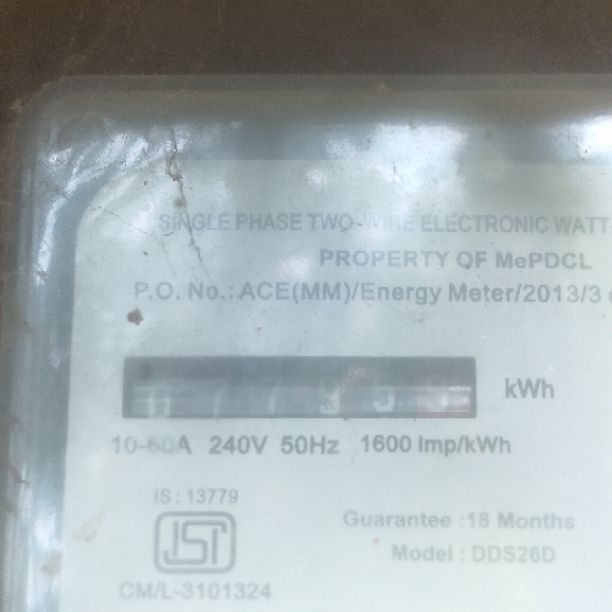 SINGLE PHASE TWO-WIRE ELECTRONIC WATT-
PROPERTY OF MePDCL
P.O. No.: ACE(MM)/Energy Meter/2013/3
kWh
10-60A 240V 50Hz 1600 Imp/kWh
IS : 13779
ISI
Guarantee :18 Months
Model : DDS26D
CM/L-3101324